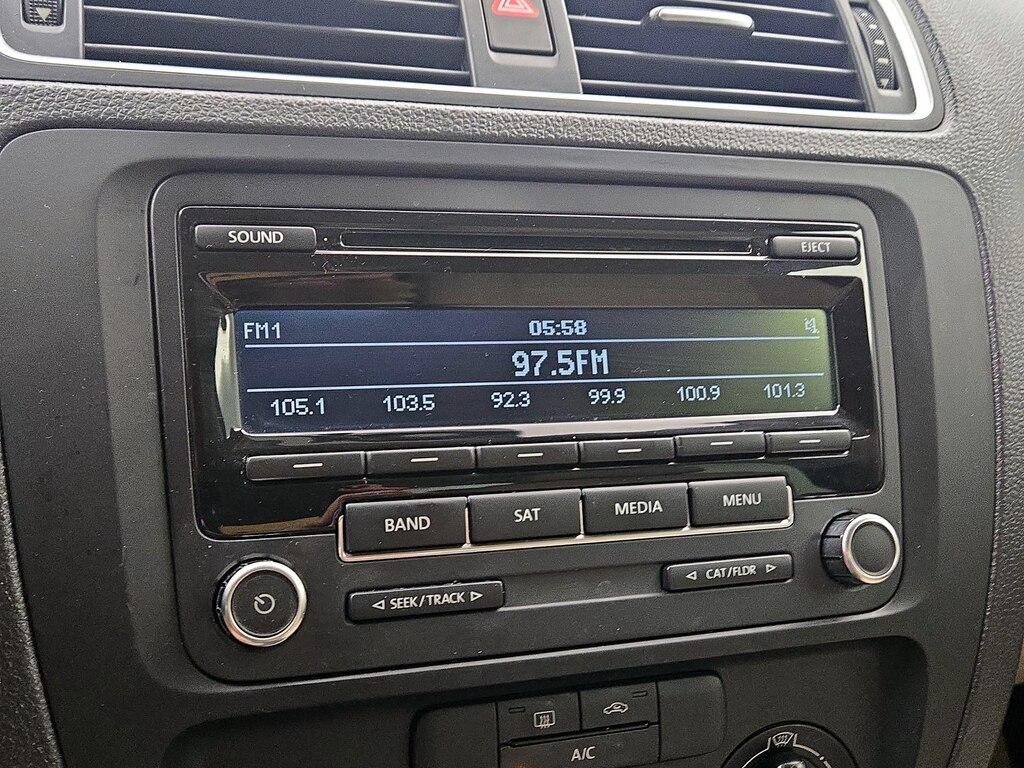 SOUND
EJECT
FM1 05:58
97.5FM
105.1 103.5 92.3 99.9 100.9 101.3
BAND SAT MEDIA MENU
SEEK/TRACK CAT/FLDR
A/C